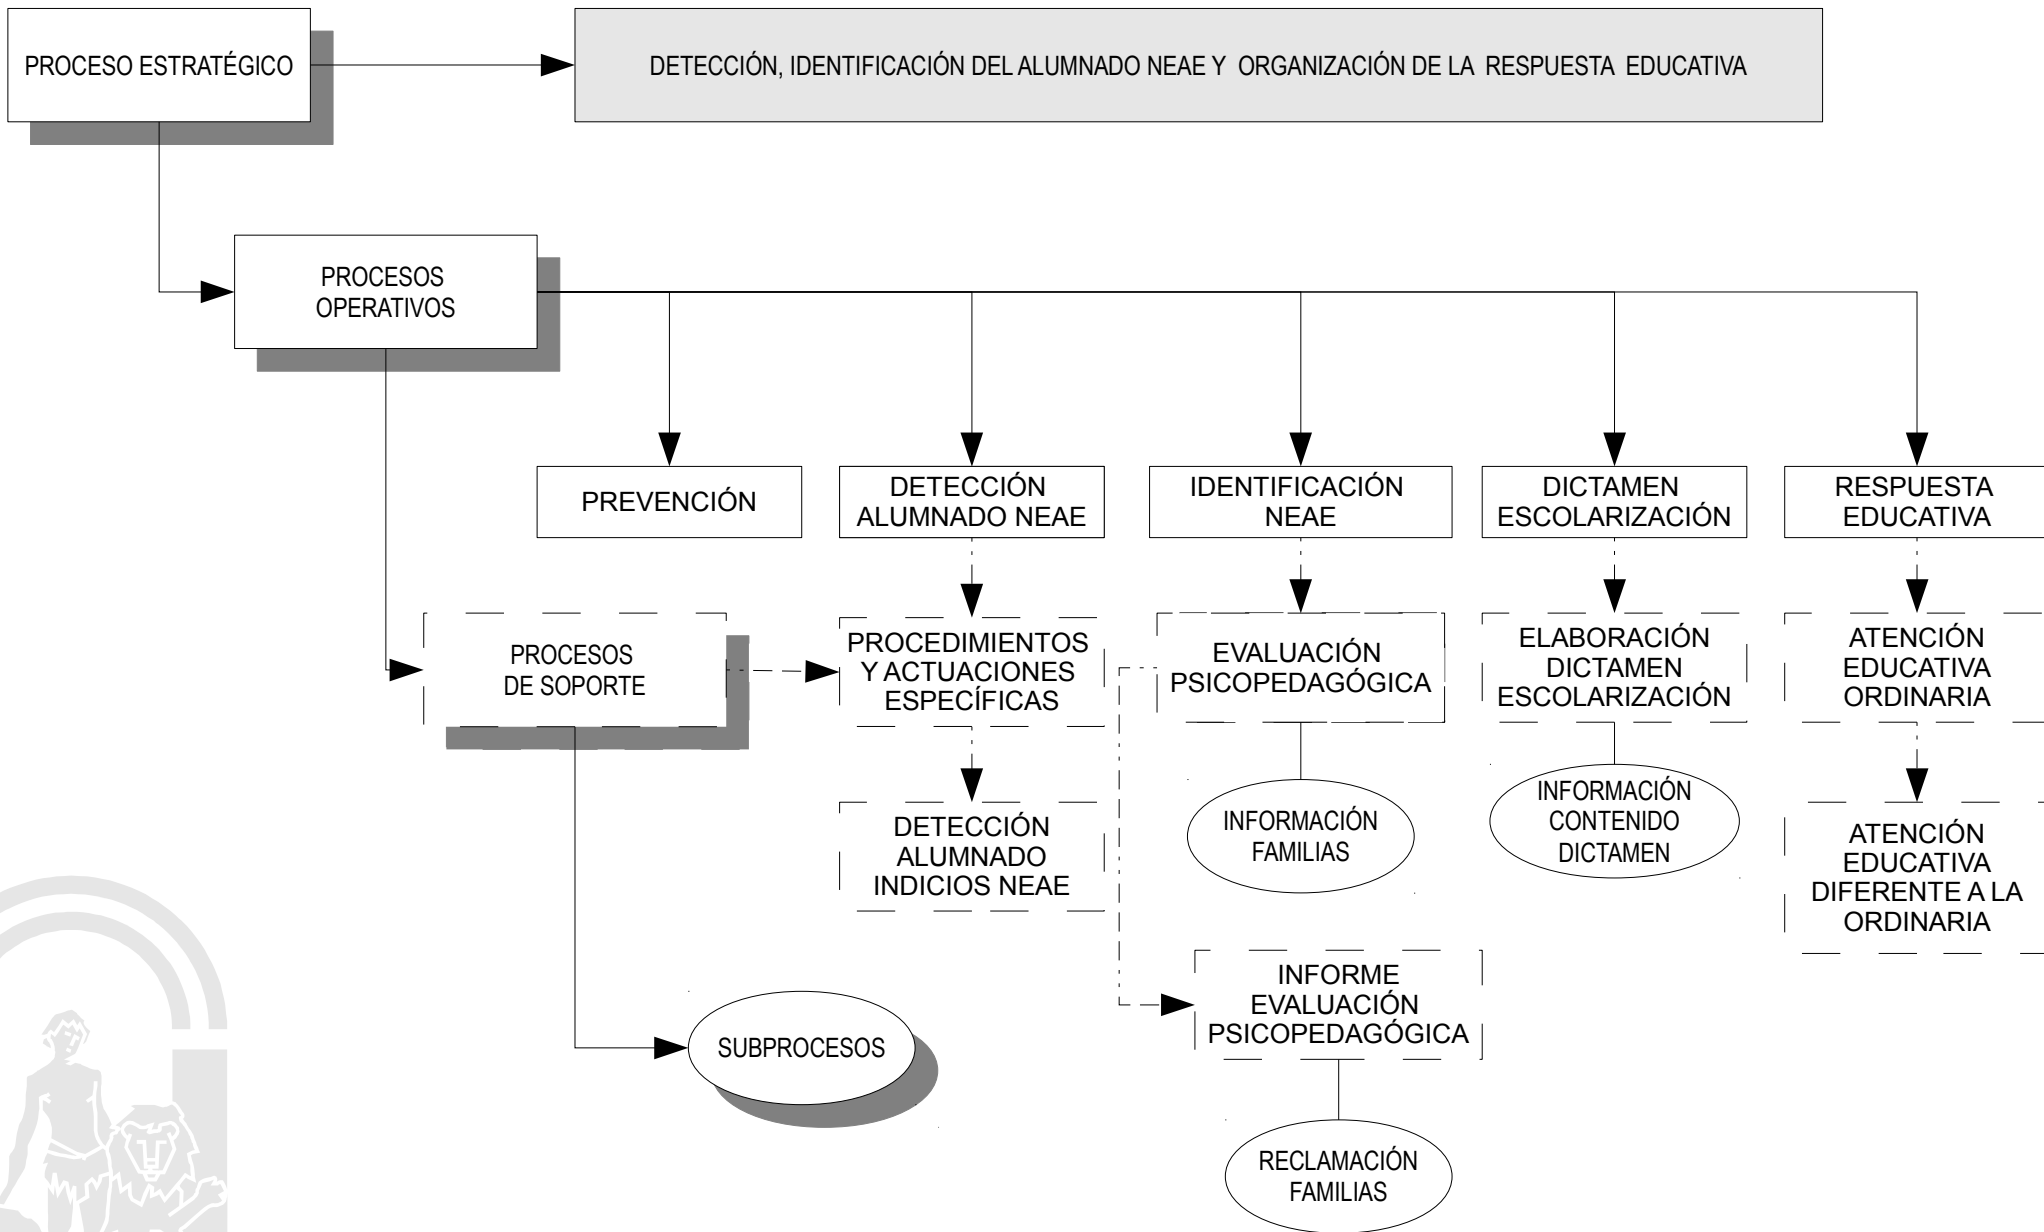 PROCESO ESTRATÉGICO
DETECCIÓN, IDENTIFICACIÓN DEL ALUMNADO NEAE Y ORGANIZACIÓN DE LA RESPUESTA EDUCATIVA
PROCESOS
OPERATIVOS
PREVENCIÓN
DETECCIÓN
ALUMNADO NEAE
IDENTIFICACIÓN
NEAE
DICTAMEN
ESCOLARIZACIÓN
RESPUESTA
EDUCATIVA
PROCESOS
DE SOPORTE
PROCEDIMIENTOS
Y ACTUACIONES
ESPECÍFICAS
EVALUACIÓN
PSICOPEDAGÓGICA
ELABORACIÓN
DICTAMEN
ESCOLARIZACIÓN
ATENCIÓN
EDUCATIVA
ORDINARIA
DETECCIÓN
ALUMNADO
INDICIOS NEAE
INFORMACIÓN
FAMILIAS
INFORMACIÓN
CONTENIDO
DICTAMEN
ATENCIÓN
EDUCATIVA
DIFERENTE A LA
ORDINARIA
INFORME
EVALUACIÓN
PSICOPEDAGÓGICA
SUBPROCESOS
RECLAMACIÓN
FAMILIAS